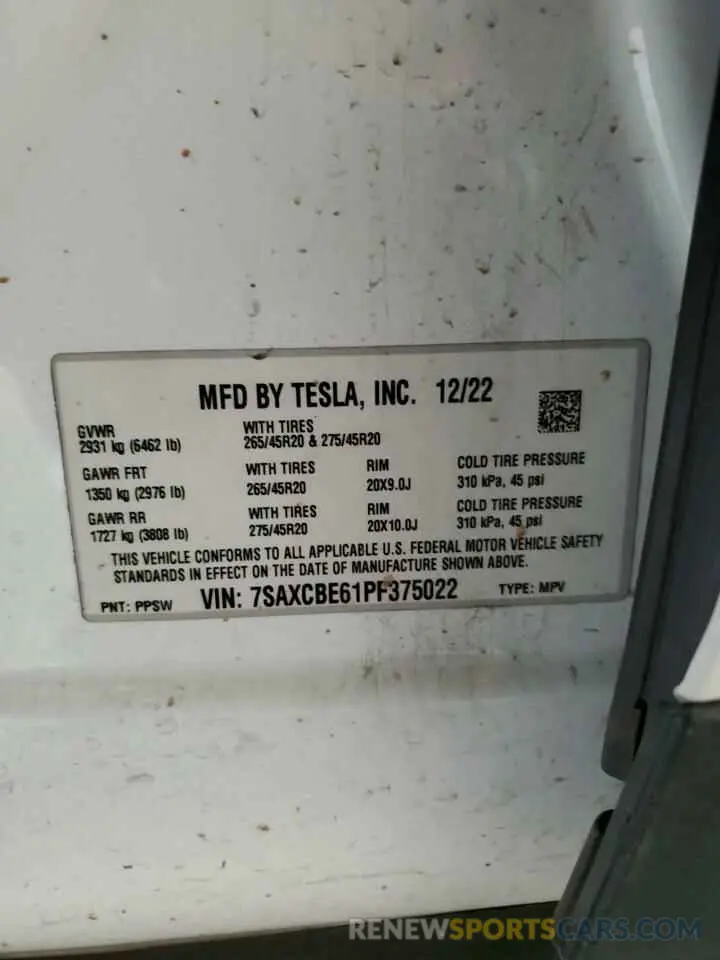 MFD BY TESLA, INC. 12/22
GVWR WITH TIRES
2931 kg (6462 lb) 265/45R20 & 275/45R20
GAWR FRT WITH TIRES RIM COLD TIRE PRESSURE
1350 kg (2976 lb) 265/45R20 20X9.0J 310 kPa, 45 psi
GAWR RR WITH TIRES RIM COLD TIRE PRESSURE
1727 kg (3808 lb) 275/45R20 20X10.0J 310 kPa, 45 psi
THIS VEHICLE CONFORMS TO ALL APPLICABLE U.S. FEDERAL MOTOR VEHICLE SAFETY
STANDARDS IN EFFECT ON THE DATE OF MANUFACTURE SHOWN ABOVE.
PNT: PPSW VIN: 7SAXCBE61PF375022 TYPE: MPV
RENEWSPORTSCARS.COM